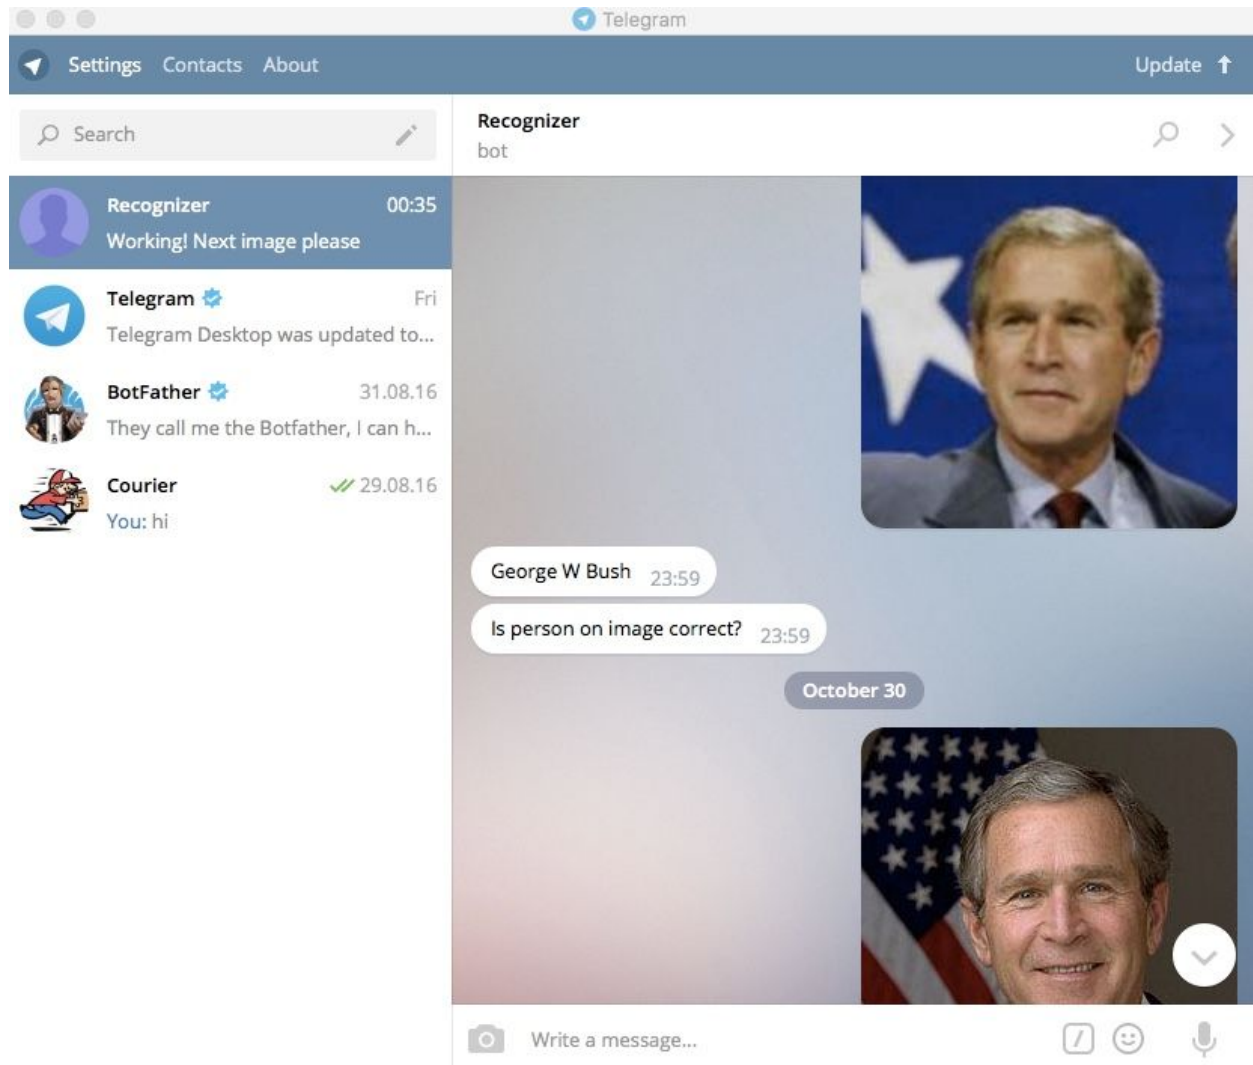 Telegram
Settings Contacts About
Update
Search
Recognizer
bot
Recognizer 00:35
Working! Next image please
Telegram Fri
Telegram Desktop was updated to...
BotFather 31.08.16
They call me the Botfather, I can h...
Courier 29.08.16
You: hi
George W Bush 23:59
Is person on image correct? 23:59
October 30
Write a message...